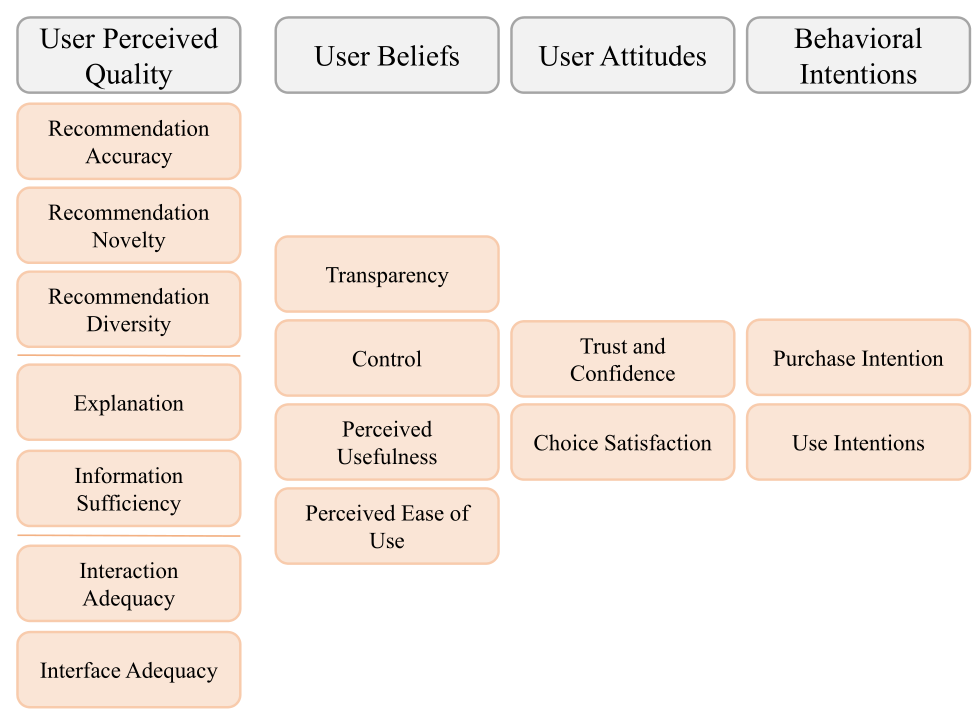 User Perceived
Quality
User Beliefs
User Attitudes
Behavioral
Intentions
Recommendation
Accuracy
Recommendation
Novelty
Recommendation
Diversity
Explanation
Information
Sufficiency
Interaction
Adequacy
Interface Adequacy
Transparency
Control
Perceived
Usefulness
Perceived Ease of
Use
Trust and
Confidence
Choice Satisfaction
Purchase Intention
Use Intentions